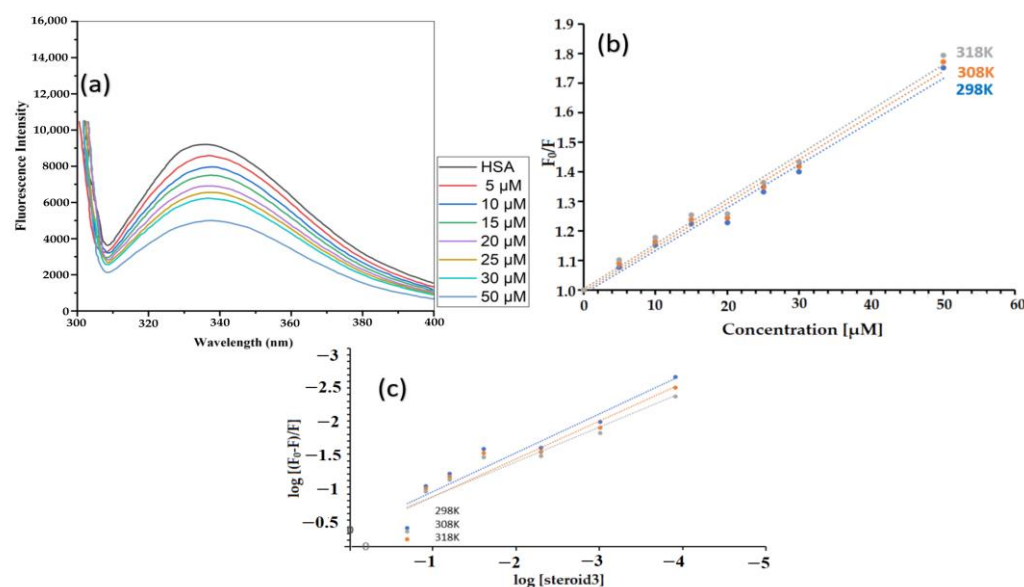 16,000
14,000
12,000
10,000
8000
6000
4000
2000
0
Fluorescence Intensity
(a)
300
320
340
360
380
400
Wavelength (nm)
HSA
5 µM
10 µM
15 µM
20 µM
25 µM
30 µM
50 µM
(b)
1.9
1.8
1.7
1.6
1.5
1.4
1.3
1.2
1.1
1.0
F₀/F
318K
308K
298K
0
10
20
30
40
50
60
Concentration [µM]
(c)
−3
−2.5
−2
−1.5
−1
−0.5
log [(F₀-F)/F]
298K
308K
318K
0
0
−1
−2
−3
−4
−5
log [steroid3]